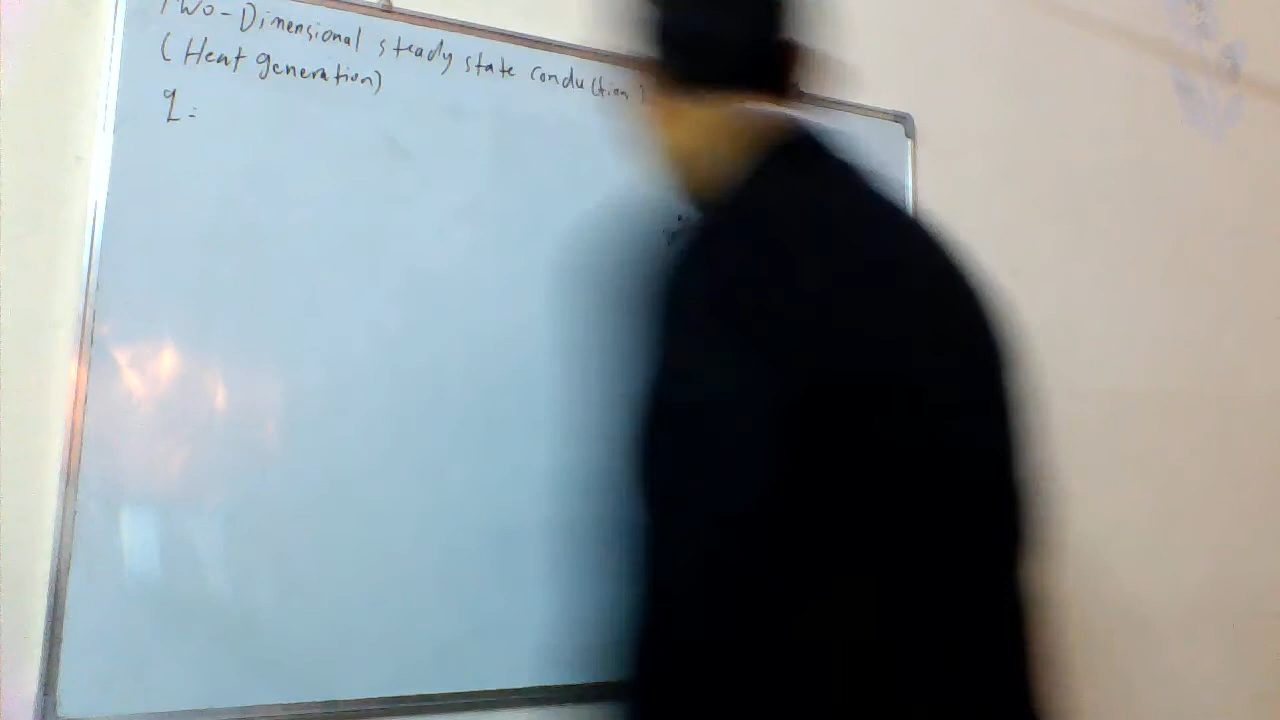 Two-Dimensional steady state conduction
(Heat generation)
q=